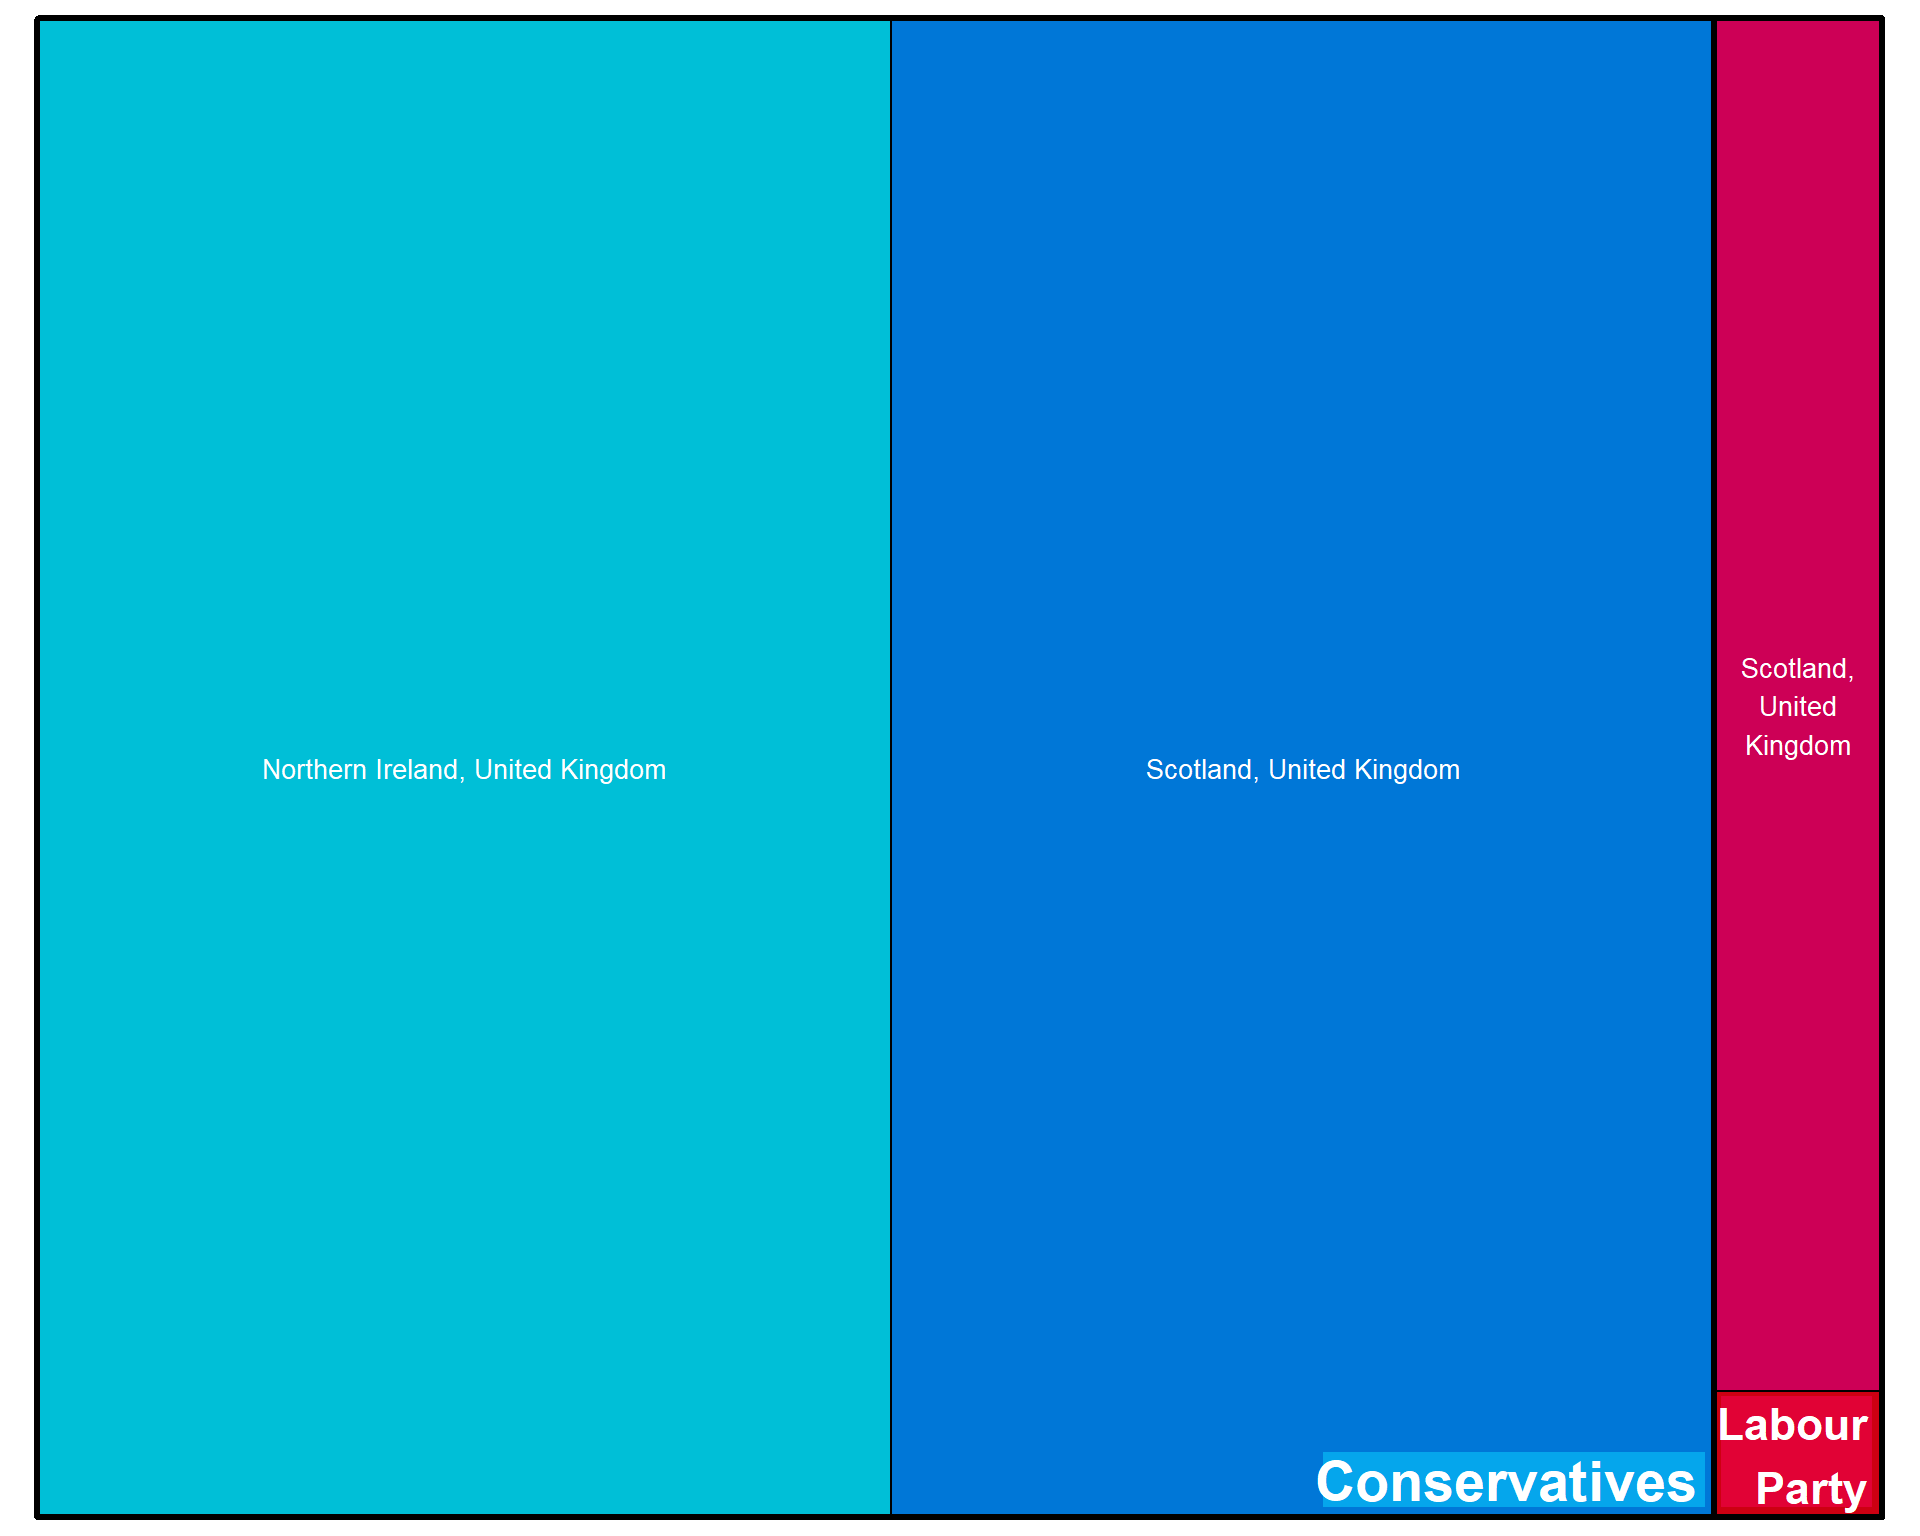 Northern Ireland, United Kingdom
Scotland, United Kingdom
Scotland,
United
Kingdom
Conservatives
Labour
Party